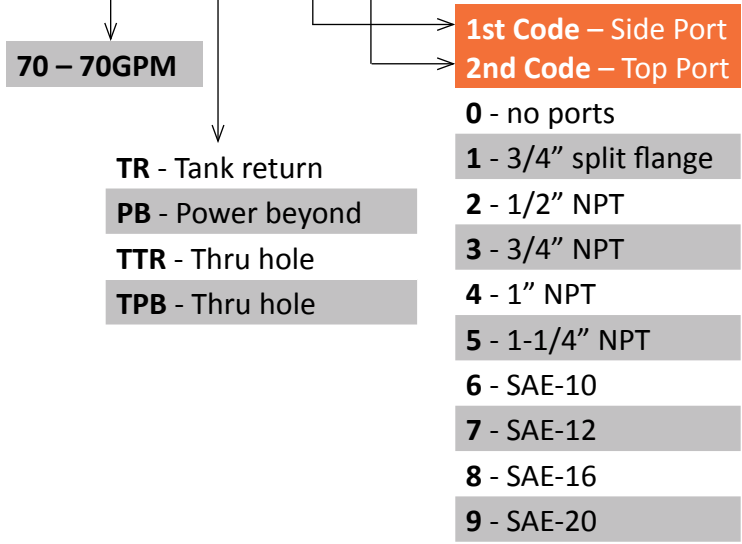 70 – 70GPM
TR - Tank return
PB - Power beyond
TTR - Thru hole
TPB - Thru hole
1st Code – Side Port
2nd Code – Top Port
0 - no ports
1 - 3/4” split flange
2 - 1/2” NPT
3 - 3/4” NPT
4 - 1” NPT
5 - 1-1/4” NPT
6 - SAE-10
7 - SAE-12
8 - SAE-16
9 - SAE-20